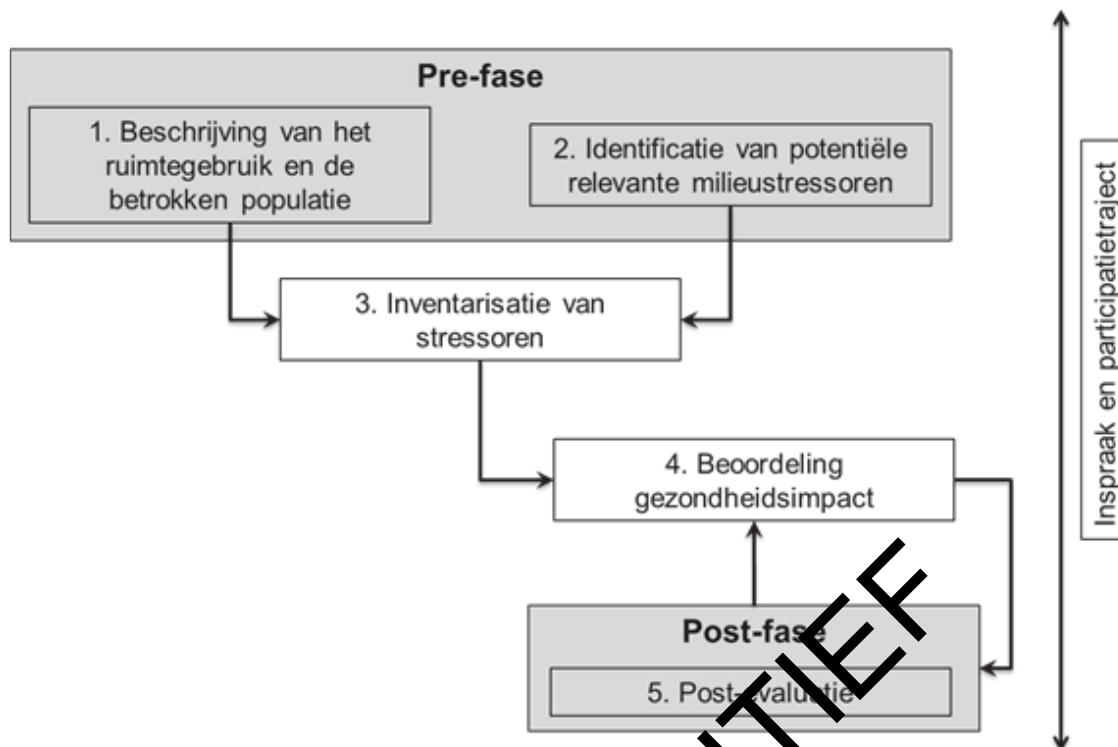 Pre-fase
1. Beschrijving van het
ruimtegebruik en de
betrokken populatie
2. Identificatie van potentiële
relevante milieustressoren
3. Inventarisatie van
stressoren
4. Beoordeling
gezondheidsimpact
Post-fase
5. Post-evaluatie
Inspraak en participatietraject
TIEF